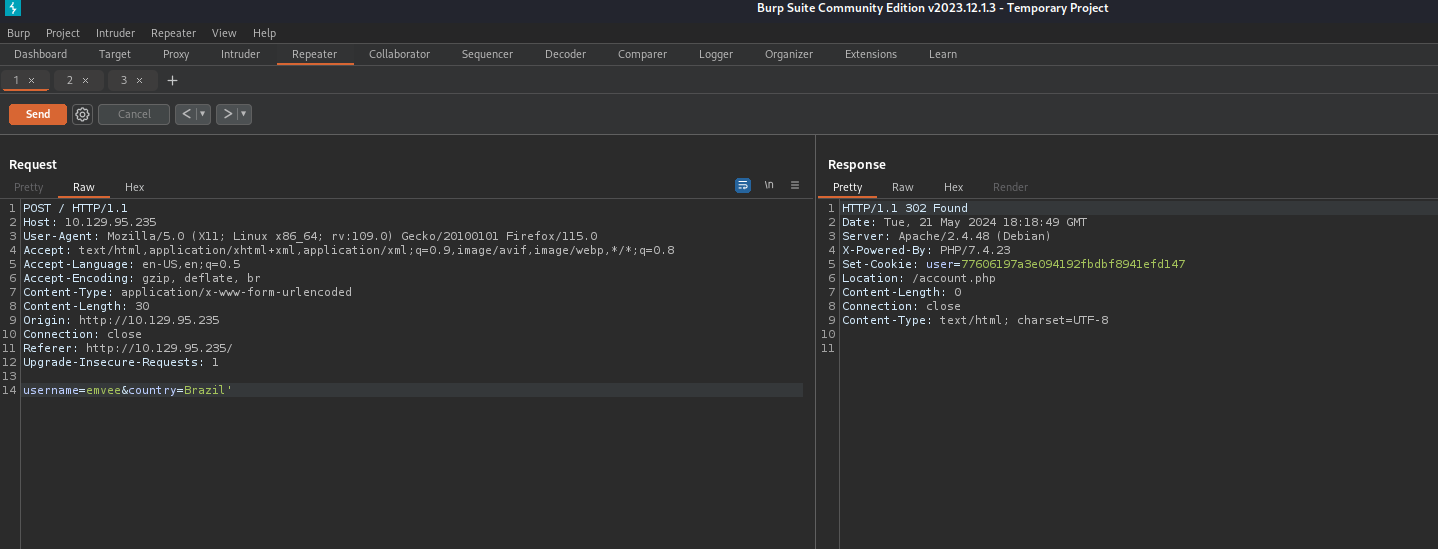 Burp Suite Community Edition v2023.12.1.3 - Temporary Project
Burp Project Intruder Repeater View Help
Dashboard Target Proxy Intruder Repeater Collaborator Sequencer Decoder Comparer Logger Organizer Extensions Learn
1 × 2 × 3 × +
Send Cancel < ▾ > ▾
Request
Pretty Raw Hex \n
1 POST / HTTP/1.1
2 Host: 10.129.95.235
3 User-Agent: Mozilla/5.0 (X11; Linux x86_64; rv:109.0) Gecko/20100101 Firefox/115.0
4 Accept: text/html,application/xhtml+xml,application/xml;q=0.9,image/avif,image/webp,*/*;q=0.8
5 Accept-Language: en-US,en;q=0.5
6 Accept-Encoding: gzip, deflate, br
7 Content-Type: application/x-www-form-urlencoded
8 Content-Length: 30
9 Origin: http://10.129.95.235
10 Connection: close
11 Referer: http://10.129.95.235/
12 Upgrade-Insecure-Requests: 1
13
14 username=emvee&country=Brazil'
Response
Pretty Raw Hex Render
1 HTTP/1.1 302 Found
2 Date: Tue, 21 May 2024 18:18:49 GMT
3 Server: Apache/2.4.48 (Debian)
4 X-Powered-By: PHP/7.4.23
5 Set-Cookie: user=77606197a3e094192fbdbf8941efd147
6 Location: /account.php
7 Content-Length: 0
8 Connection: close
9 Content-Type: text/html; charset=UTF-8
10
11